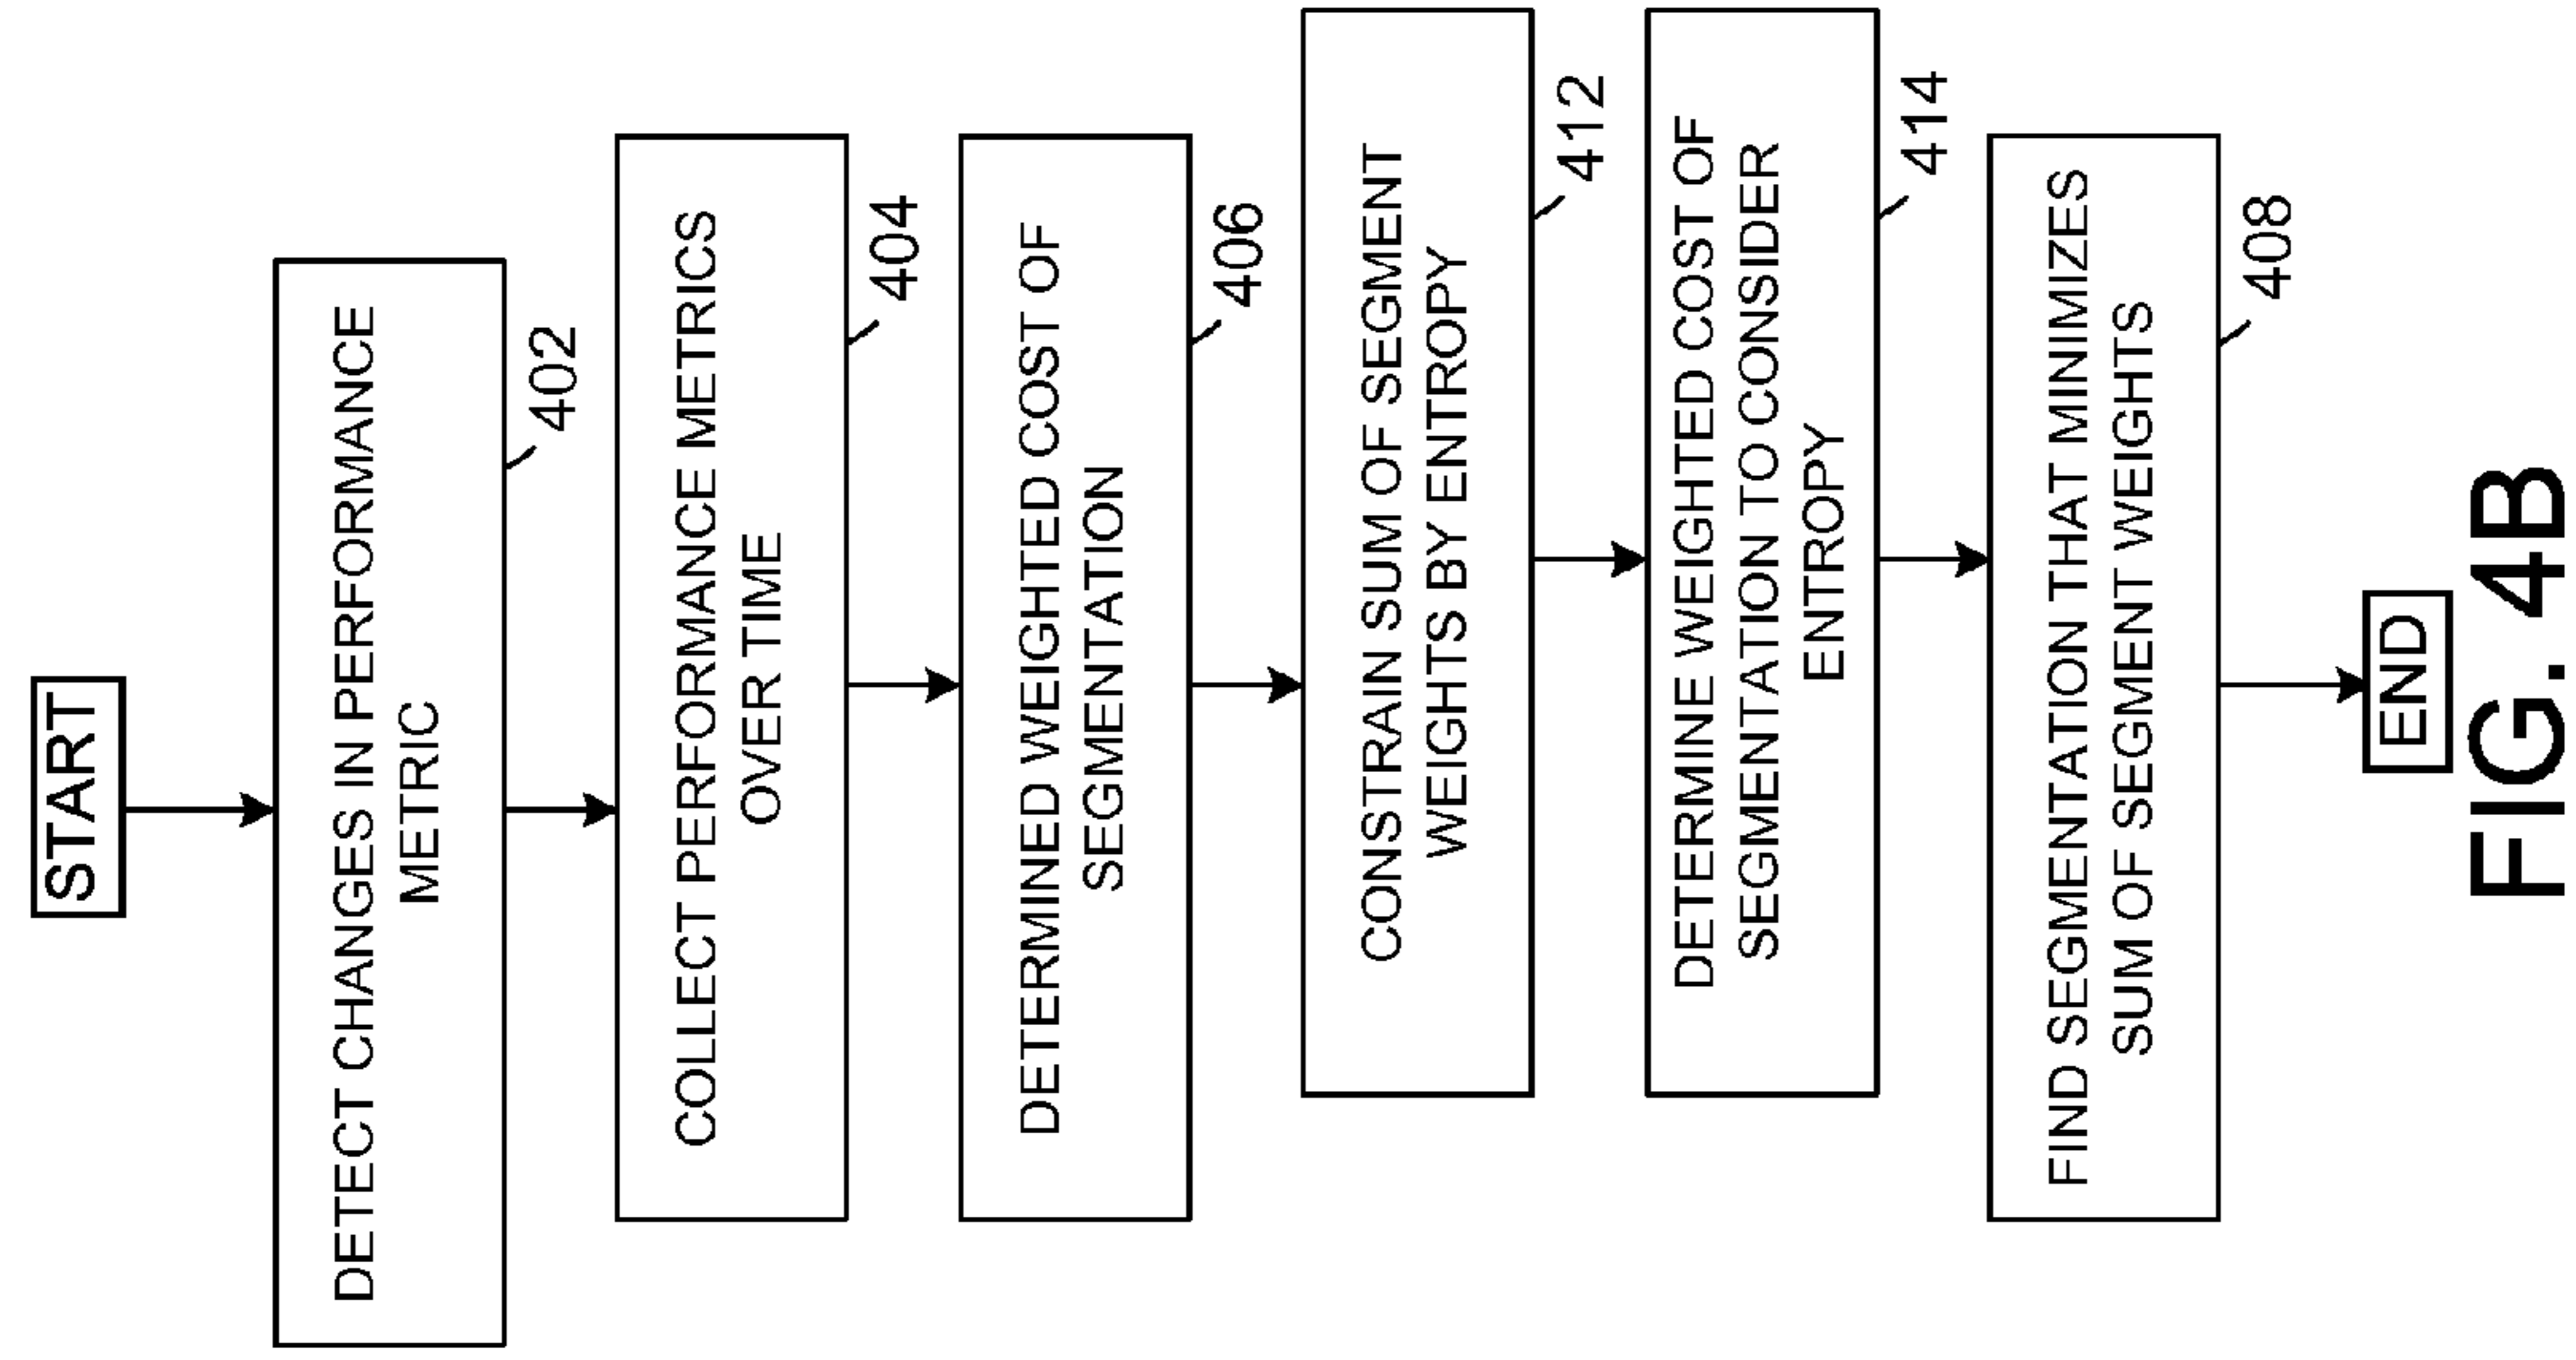 START
DETECT CHANGES IN PERFORMANCE
METRIC
402
COLLECT PERFORMANCE METRICS
OVER TIME
404
DETERMINED WEIGHTED COST OF
SEGMENTATION
406
CONSTRAIN SUM OF SEGMENT
WEIGHTS BY ENTROPY
412
DETERMINE WEIGHTED COST OF
SEGMENTATION TO CONSIDER
ENTROPY
414
FIND SEGMENTATION THAT MINIMIZES
SUM OF SEGMENT WEIGHTS
408
END
FIG. 4B